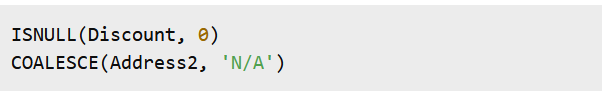 ISNULL(Discount, 0)
COALESCE(Address2, 'N/A')